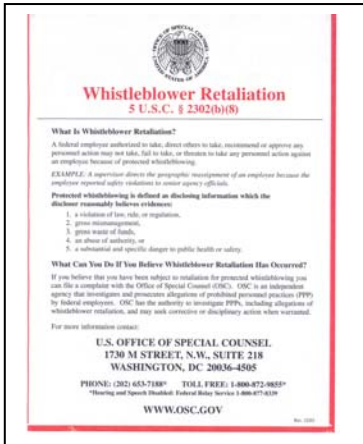 OFFICE OF SPECIAL COUNSEL
UNITED STATES OF AMERICA
Whistleblower Retaliation
5 U.S.C. § 2302(b)(8)
What Is Whistleblower Retaliation?
A federal employee authorized to take, direct others to take, recommend or approve any
personnel action may not take, fail to take, or threaten to take any personnel action against
an employee because of protected whistleblowing.
EXAMPLE: A supervisor directs the geographic reassignment of an employee because the
employee reported safety violations to senior agency officials.
Protected whistleblowing is defined as disclosing information which the
discloser reasonably believes evidences:
1. a violation of law, rule, or regulation,
2. gross mismanagement,
3. gross waste of funds,
4. an abuse of authority, or
5. a substantial and specific danger to public health or safety.
What Can You Do If You Believe Whistleblower Retaliation Has Occurred?
If you believe that you have been subject to retaliation for protected whistleblowing you
can file a complaint with the Office of Special Counsel (OSC). OSC is an independent
agency that investigates and prosecutes allegations of prohibited personnel practices (PPP)
by federal employees. OSC has the authority to investigate PPPs, including allegations of
whistleblower retaliation, and may seek corrective or disciplinary action when warranted.
For more information contact:
U.S. OFFICE OF SPECIAL COUNSEL
1730 M STREET, N.W., SUITE 218
WASHINGTON, DC 20036-4505
PHONE: (202) 653-7188* TOLL FREE: 1-800-872-9855*
*Hearing and Speech Disabled: Federal Relay Service 1-800-877-8339
WWW.OSC.GOV